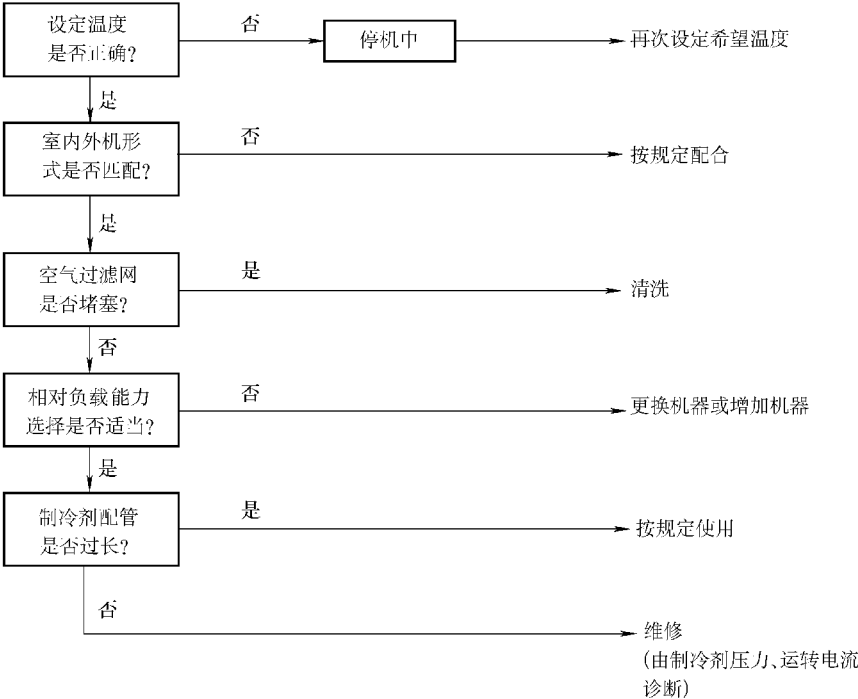 设定温度
是否正确?
否
停机中
再次设定希望温度
是
室内外机形
式是否匹配?
否
按规定配合
是
空气过滤网
是否堵塞?
是
清洗
否
相对负载能力
选择是否适当?
否
更换机器或增加机器
是
制冷剂配管
是否过长?
是
按规定使用
否
维修
(由制冷剂压力、运转电流
诊断)